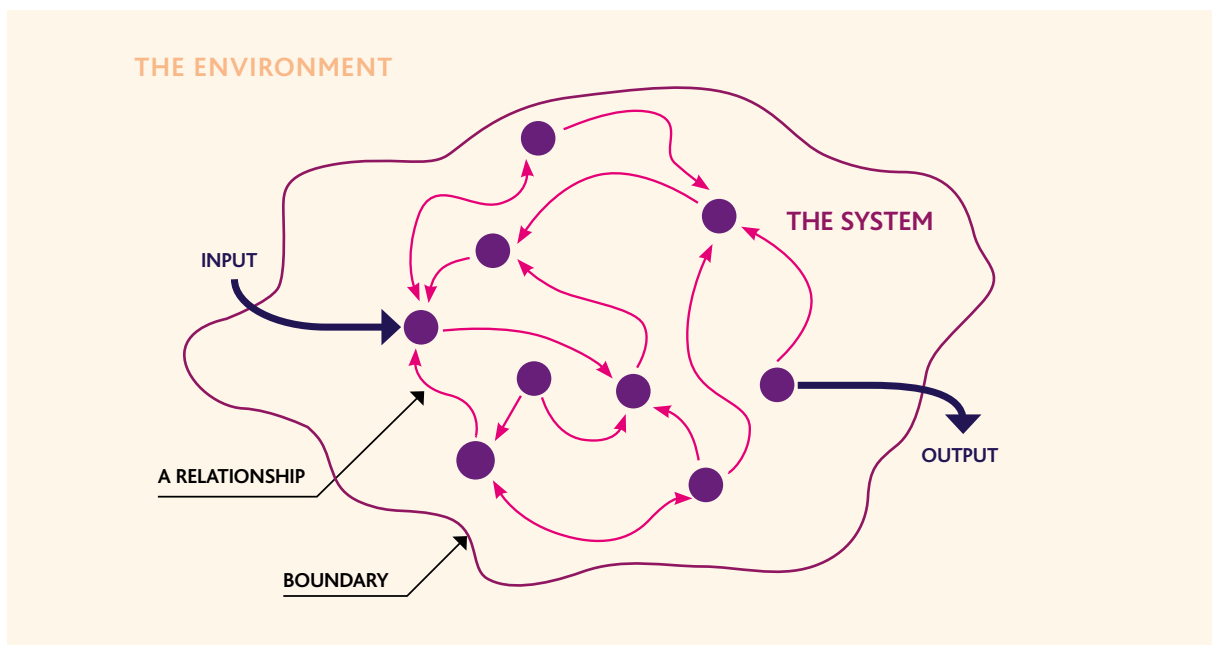 THE ENVIRONMENT
THE SYSTEM
INPUT
OUTPUT
A RELATIONSHIP
BOUNDARY